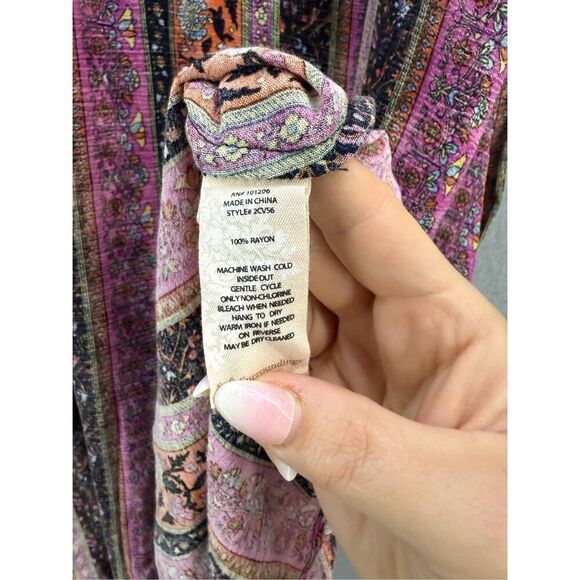 RN# 101206
MADE IN CHINA
STYLE# 2CV56
100% RAYON
MACHINE WASH COLD
INSIDE OUT
GENTLE CYCLE
ONLY NON-CHLORINE
BLEACH WHEN NEEDED
HANG TO DRY
WARM IRON IF NEEDED
ON REVERSE
MAY BE DRY CLEANED